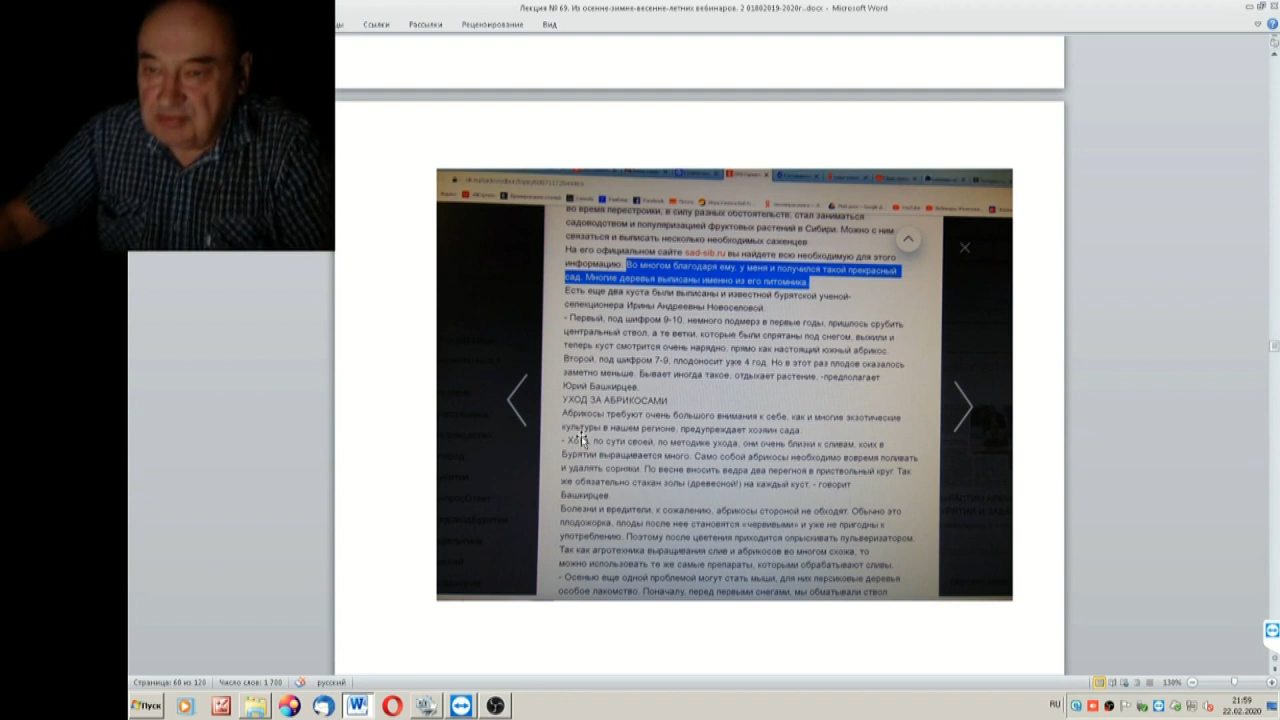 Лекция № 69. Из осенне-зимне-весенне-летних вебинаров. 2 01802019-2020г..docx - Microsoft Word
Ссылки Рассылки Рецензирование Вид
во время перестройки, в силу разных обстоятельств, стал заниматься
садоводством и популяризацией фруктовых растений в Сибири. Можно с ним
связаться и выписать несколько необходимых саженцев
На его официальном сайте sad-sib.ru вы найдете всю необходимую для этого
информацию. Во многом благодаря ему, у меня и получился такой прекрасный
сад. Многие деревья выписаны именно из его питомника.
Есть еще два куста были выписаны и известной бурятской ученой-
селекционера Ирины Андреевны Новоселовой.
- Первый, под шифром 9-10, немного подмерз в первые годы, пришлось срубить
центральный ствол, а те ветки, которые были спрятаны под снегом, выжили и
теперь куст смотрится очень нарядно, прямо как настоящий южный абрикос.
Второй, под шифром 7-9, плодоносит уже 4 год. Но в этот раз плодов оказалось
заметно меньше. Бывает иногда такое, отдыхает растение, -предполагает
Юрий Башкирцев.
УХОД ЗА АБРИКОСАМИ
Абрикосы требуют очень большого внимания к себе, как и многие экзотические
культуры в нашем регионе, предупреждает хозяин сада.
- по сути своей, по методике ухода, они очень близки к сливам, коих в
Бурятии выращивается много. Само собой абрикосы необходимо вовремя поливать
и удалять сорняки. По весне вносить ведра два перегноя в приствольный круг. Так
же обязательно стакан золы (древесной!) на каждый куст, - говорит
Башкирцев.
Болезни и вредители, к сожалению, абрикосы стороной не обходят. Обычно это
плодожорка, плоды после нее становятся «червивыми» и уже не пригодны к
употреблению. Поэтому после цветения приходится опрыскивать пульверизатором.
Так как агротехника выращивания слив и абрикосов во многом схожа, то
можно использовать те же самые препараты, которыми обрабатывают сливы.
- Осенью еще одной проблемой могут стать мыши, для них персиковые деревья
особое лакомство. Поначалу, перед первыми снегами, мы обматывали ствол
Страница: 60 из 120 Число слов: 1 700 русский 130%
Пуск RU 21:59
22.02.2020